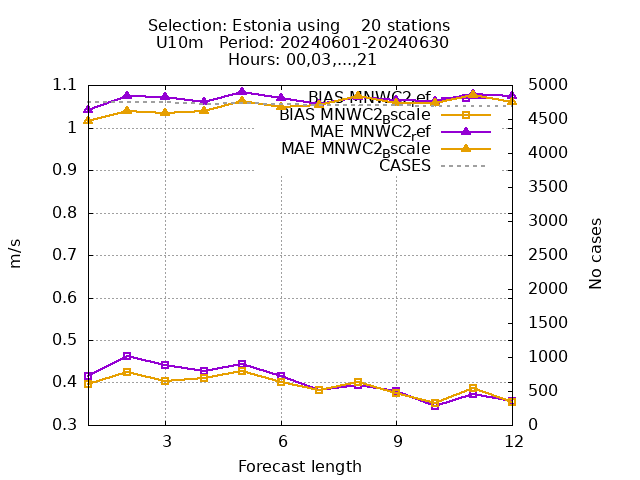 Selection: Estonia using 20 stations
U10m Period: 20240601-20240630
Hours: 00,03,...,21
1.1
1
0.9
0.8
0.7
0.6
0.5
0.4
0.3
m/s
5000
4500
4000
3500
3000
2500
2000
1500
1000
500
0
No cases
BIAS MNWC2_ref
BIAS MNWC2_Bscale
MAE MNWC2_ref
MAE MNWC2_Bscale
CASES
3 6 9 12
Forecast length